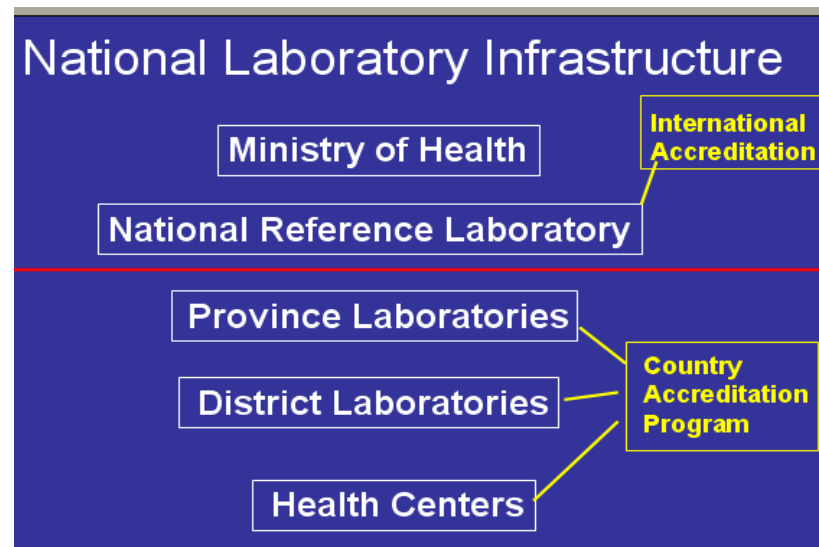 National Laboratory Infrastructure
International
Accreditation
Ministry of Health
National Reference Laboratory
Province Laboratories
Country
Accreditation
Program
District Laboratories
Health Centers